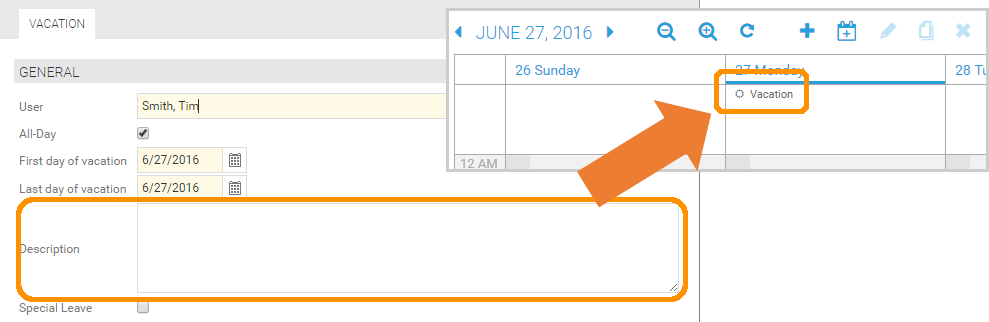 VACATION
GENERAL
User Smith, Tim
All-Day
First day of vacation 6/27/2016
Last day of vacation 6/27/2016
Description
Special Leave
JUNE 27, 2016
26 Sunday 27 Monday 28 Tu
Vacation
12 AM